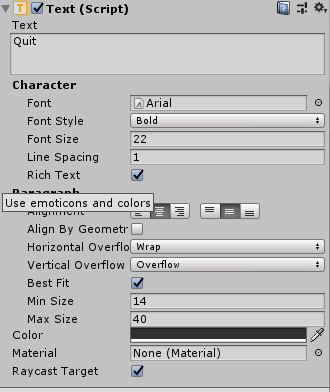 Text (Script)
Text
Quit
Character
Font Arial
Font Style Bold
Font Size 22
Line Spacing 1
Rich Text
Use emoticons and colors
Align By Geometr
Horizontal Overflo Wrap
Vertical Overflow Overflow
Best Fit
Min Size 14
Max Size 40
Color
Material None (Material)
Raycast Target